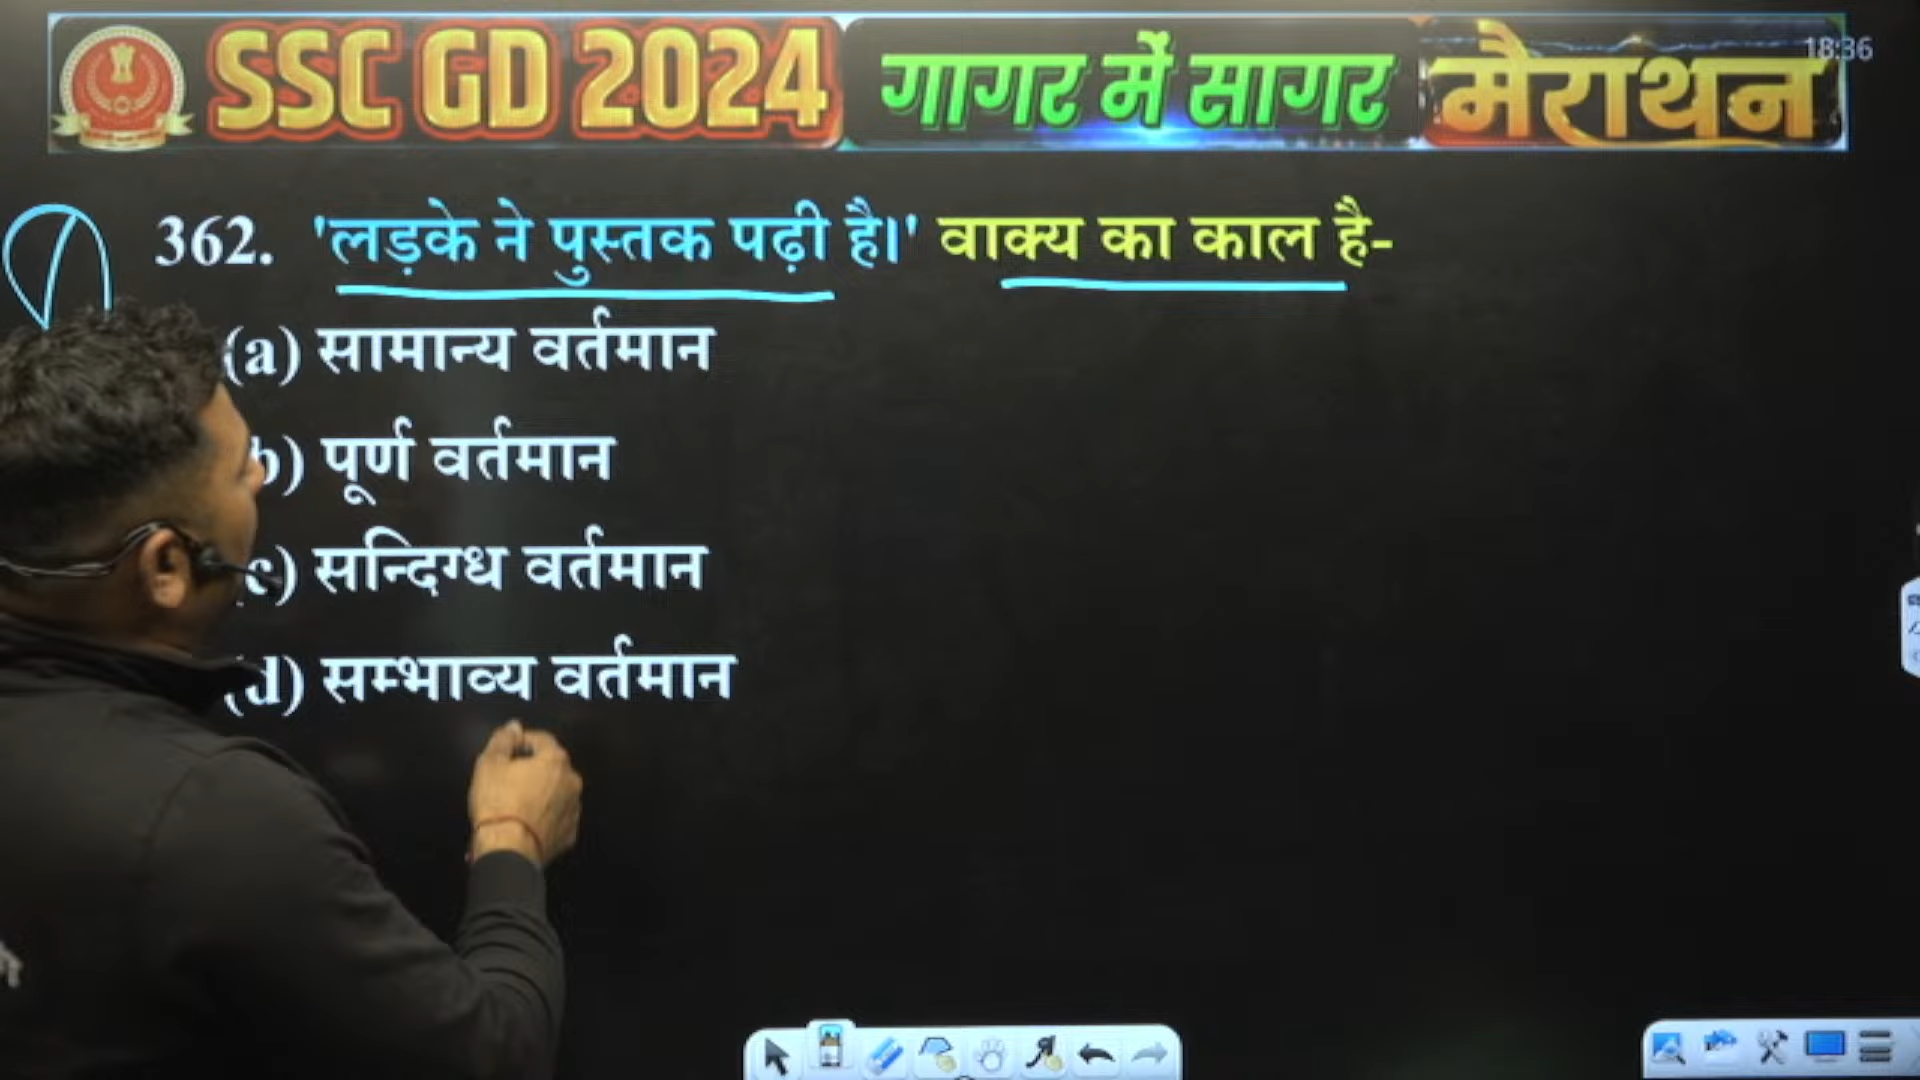 SSC GD 2024 गागर में सागर मैराथन
18:36
362. 'लड़के ने पुस्तक पढ़ी है।' वाक्य का काल है-
(a) सामान्य वर्तमान
b) पूर्ण वर्तमान
c) सन्दिग्ध वर्तमान
(d) सम्भाव्य वर्तमान